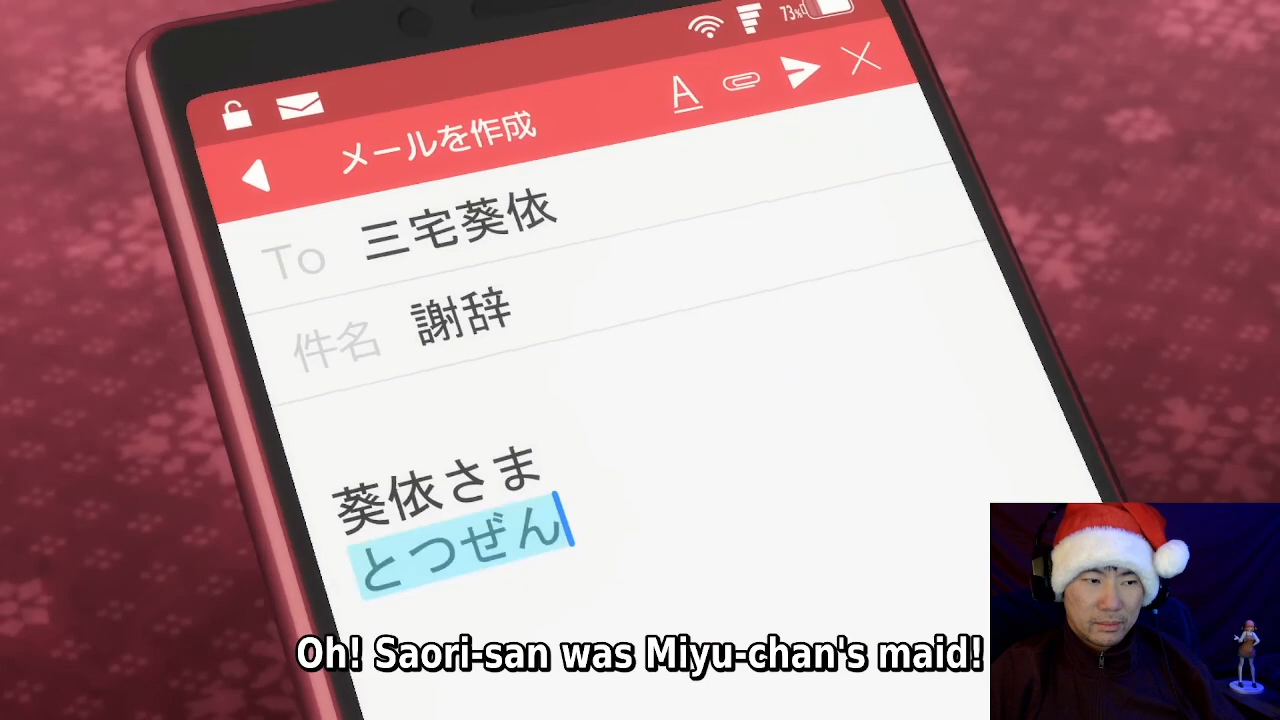 73%
A
メールを作成
To 三宅葵依
件名 謝辞
葵依さま
とつぜん
Oh! Saori-san was Miyu-chan's maid!